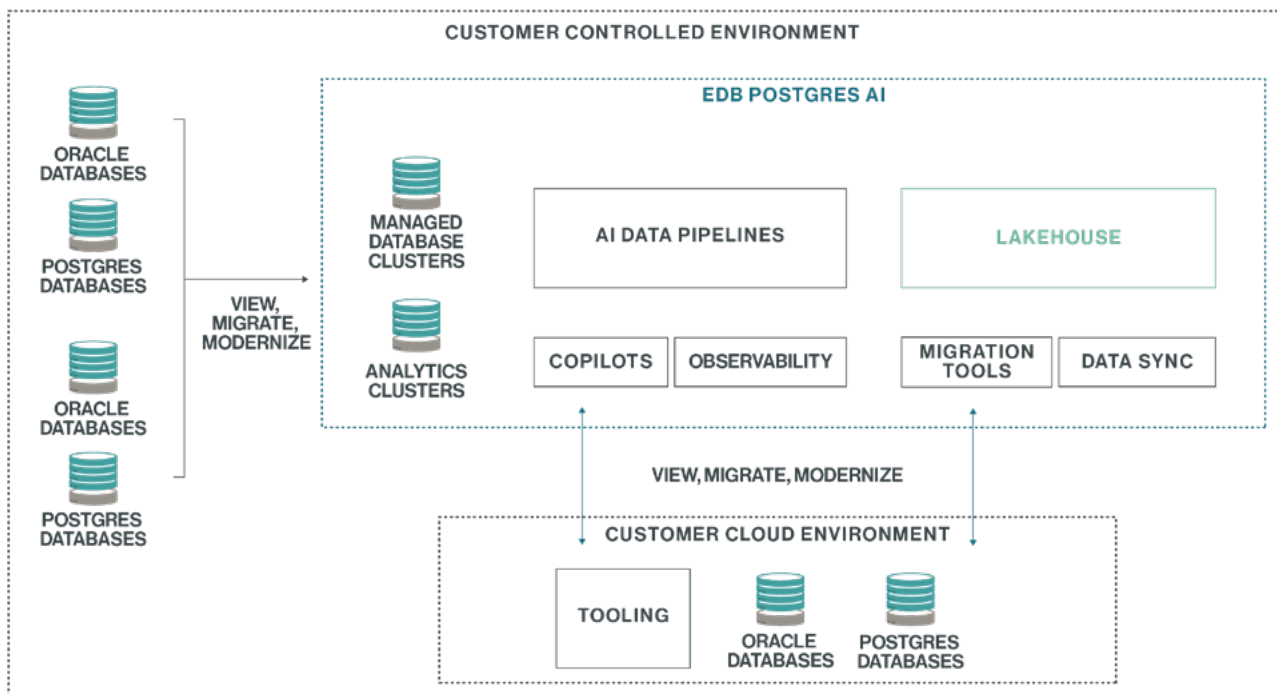 CUSTOMER CONTROLLED ENVIRONMENT
EDB POSTGRES AI
ORACLE
DATABASES
POSTGRES
DATABASES
ORACLE
DATABASES
POSTGRES
DATABASES
VIEW,
MIGRATE,
MODERNIZE
MANAGED
DATABASE
CLUSTERS
ANALYTICS
CLUSTERS
AI DATA PIPELINES
LAKEHOUSE
COPILOTS
OBSERVABILITY
MIGRATION
TOOLS
DATA SYNC
VIEW, MIGRATE, MODERNIZE
CUSTOMER CLOUD ENVIRONMENT
TOOLING
ORACLE
DATABASES
POSTGRES
DATABASES